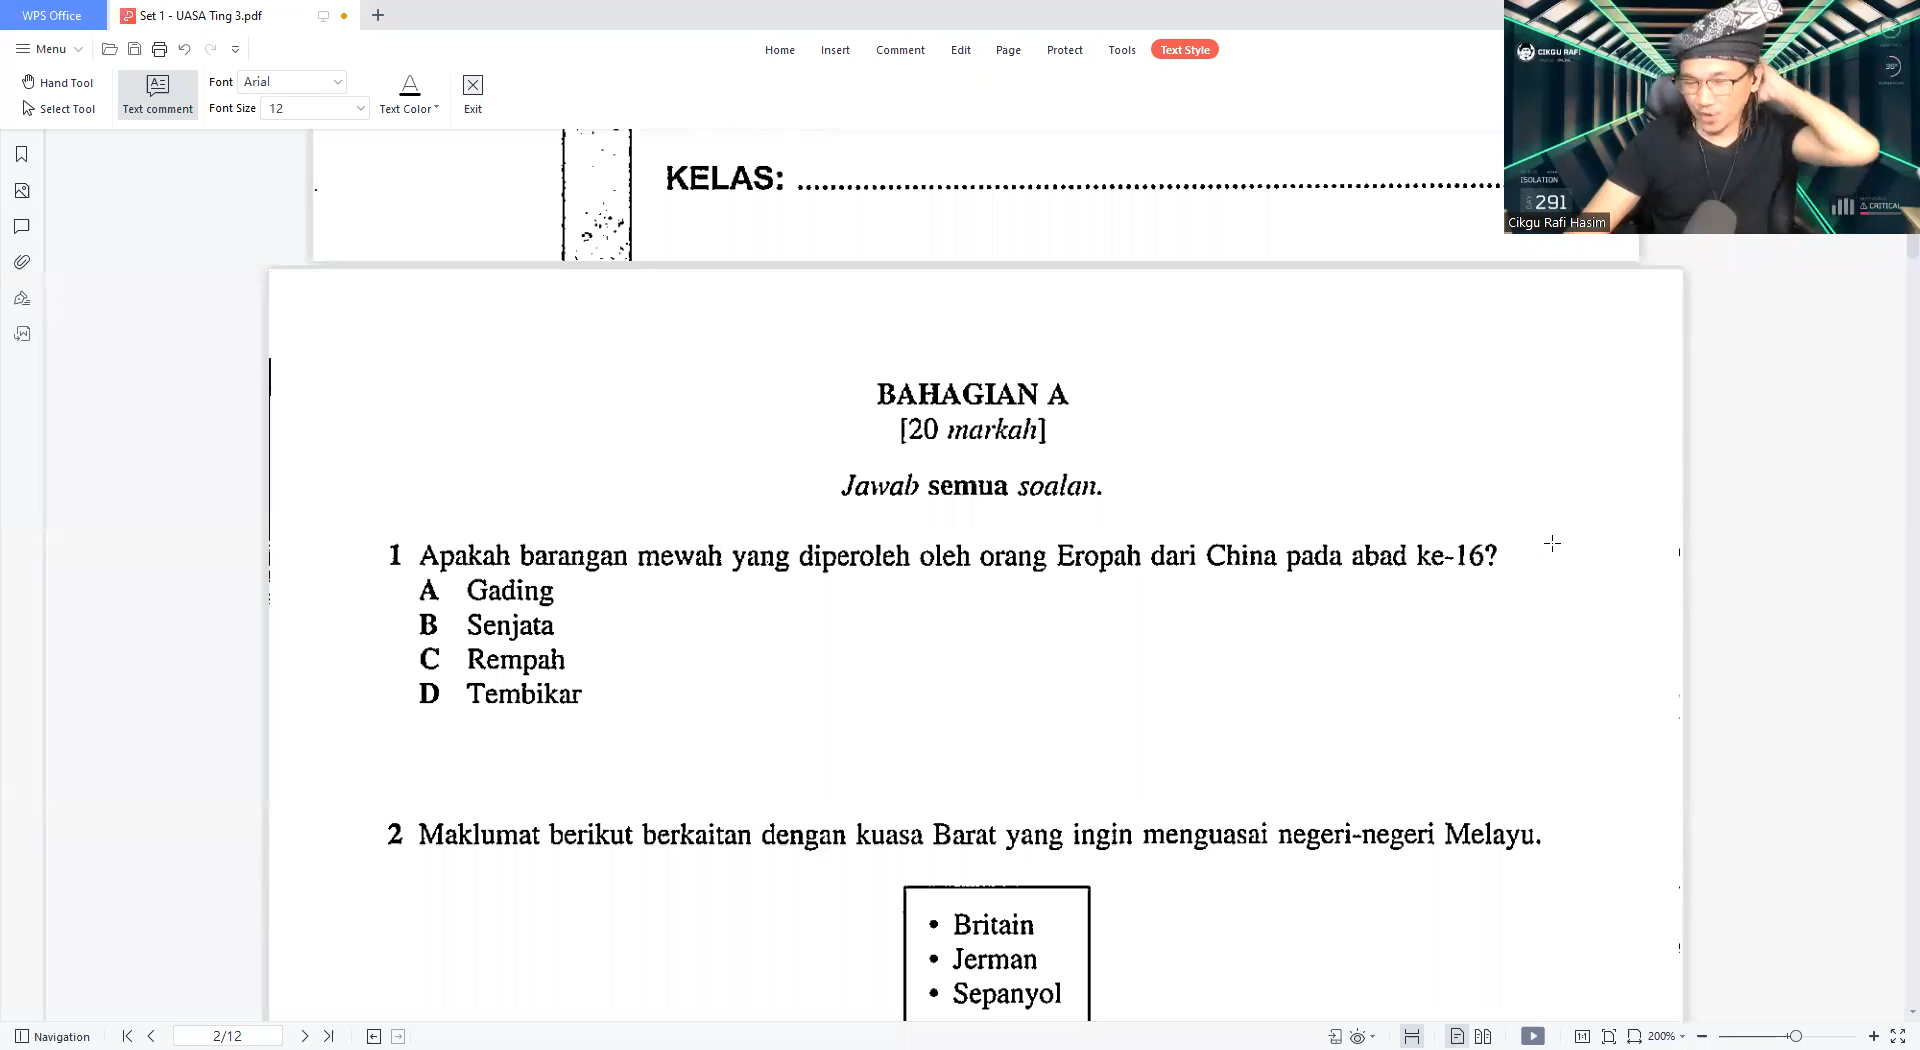 WPS Office
Set 1 - UASA Ting 3.pdf
Menu
Home Insert Comment Edit Page Protect Tools Text Style
Hand Tool
Select Tool
Text comment
Font Arial
Font Size 12
Text Color
Exit
CIKGU RAFI
36°
ISOLATION
DAY 291
CRITICAL
Cikgu Rafi Hasim
KELAS: ........................................................................
BAHAGIAN A
[20 markah]
Jawab semua soalan.
1 Apakah barangan mewah yang diperoleh oleh orang Eropah dari China pada abad ke-16?
A Gading
B Senjata
C Rempah
D Tembikar
2 Maklumat berikut berkaitan dengan kuasa Barat yang ingin menguasai negeri-negeri Melayu.
• Britain
• Jerman
• Sepanyol
Navigation
2/12
200%